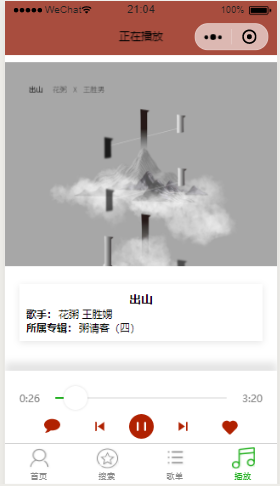 WeChat 21:04 100%
正在播放
出山 花粥 X 王胜娚
出山
歌手：花粥 王胜娚
所属专辑：粥请客（四）
0:26 3:20
首页 搜索 歌单 播放